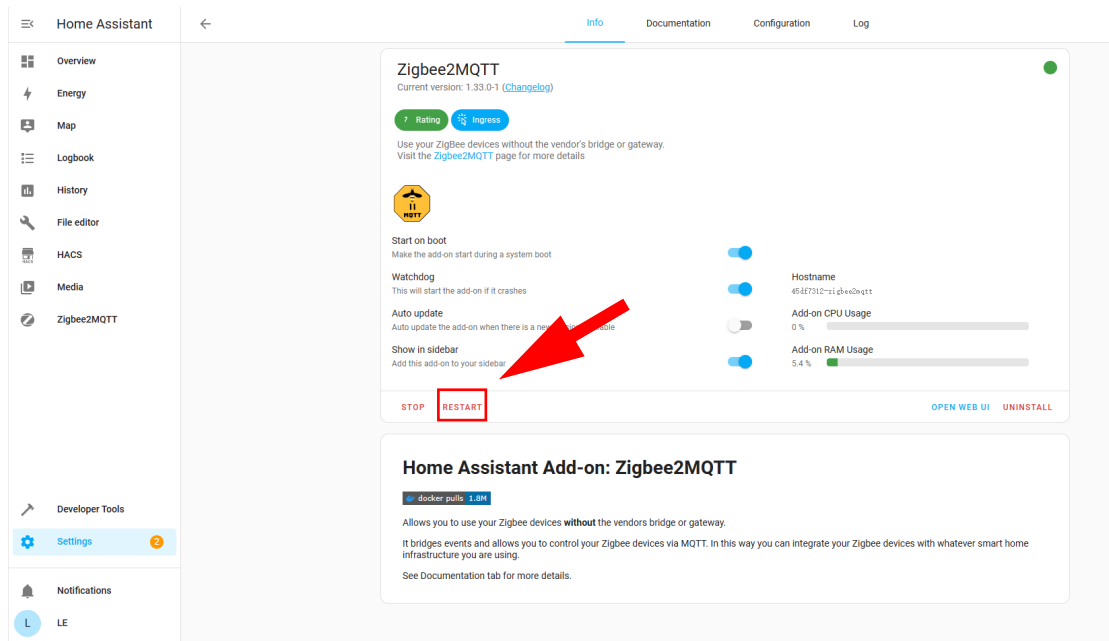 Home Assistant
Info
Documentation
Configuration
Log
Overview
Energy
Map
Logbook
History
File editor
HACS
HACS
Media
Zigbee2MQTT
Developer Tools
Settings
2
Notifications
L
LE
Zigbee2MQTT
Current version: 1.33.0-1 (Changelog)
? Rating
Ingress
Use your ZigBee devices without the vendor's bridge or gateway.
Visit the Zigbee2MQTT page for more details
MQTT
Start on boot
Make the add-on start during a system boot
Watchdog
This will start the add-on if it crashes
Hostname
45df7312-zigbee2mqtt
Auto update
Auto update the add-on when there is a new
Add-on CPU Usage
0 %
Show in sidebar
Add this add-on to your sidebar
Add-on RAM Usage
5.4 %
STOP
RESTART
OPEN WEB UI
UNINSTALL
Home Assistant Add-on: Zigbee2MQTT
docker pulls 1.8M
Allows you to use your Zigbee devices without the vendors bridge or gateway.
It bridges events and allows you to control your Zigbee devices via MQTT. In this way you can integrate your Zigbee devices with whatever smart home
infrastructure you are using.
See Documentation tab for more details.